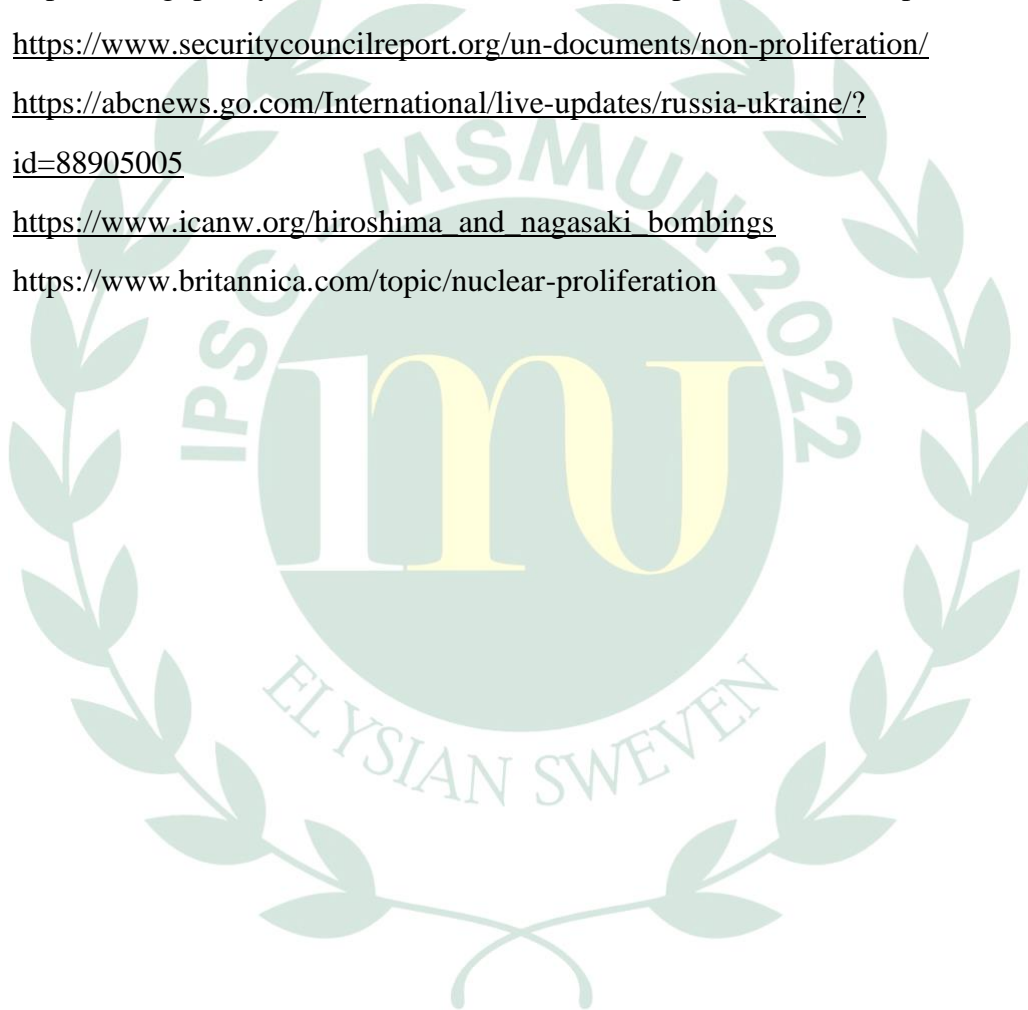 https://www.securitycouncilreport.org/un-documents/non-proliferation/
https://abcnews.go.com/International/live-updates/russia-ukraine/?
id=88905005
https://www.icanw.org/hiroshima_and_nagasaki_bombings
https://www.britannica.com/topic/nuclear-proliferation
IPSC MSMUN 2022
mu
ELYSIAN SWEVEN